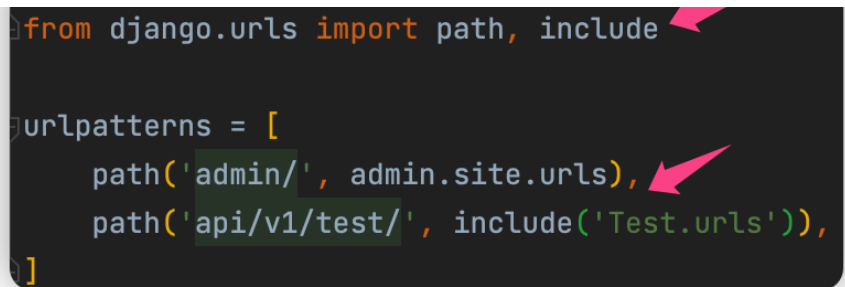 from django.urls import path, include
urlpatterns = [
path('admin/', admin.site.urls),
path('api/v1/test/', include('Test.urls')),
]